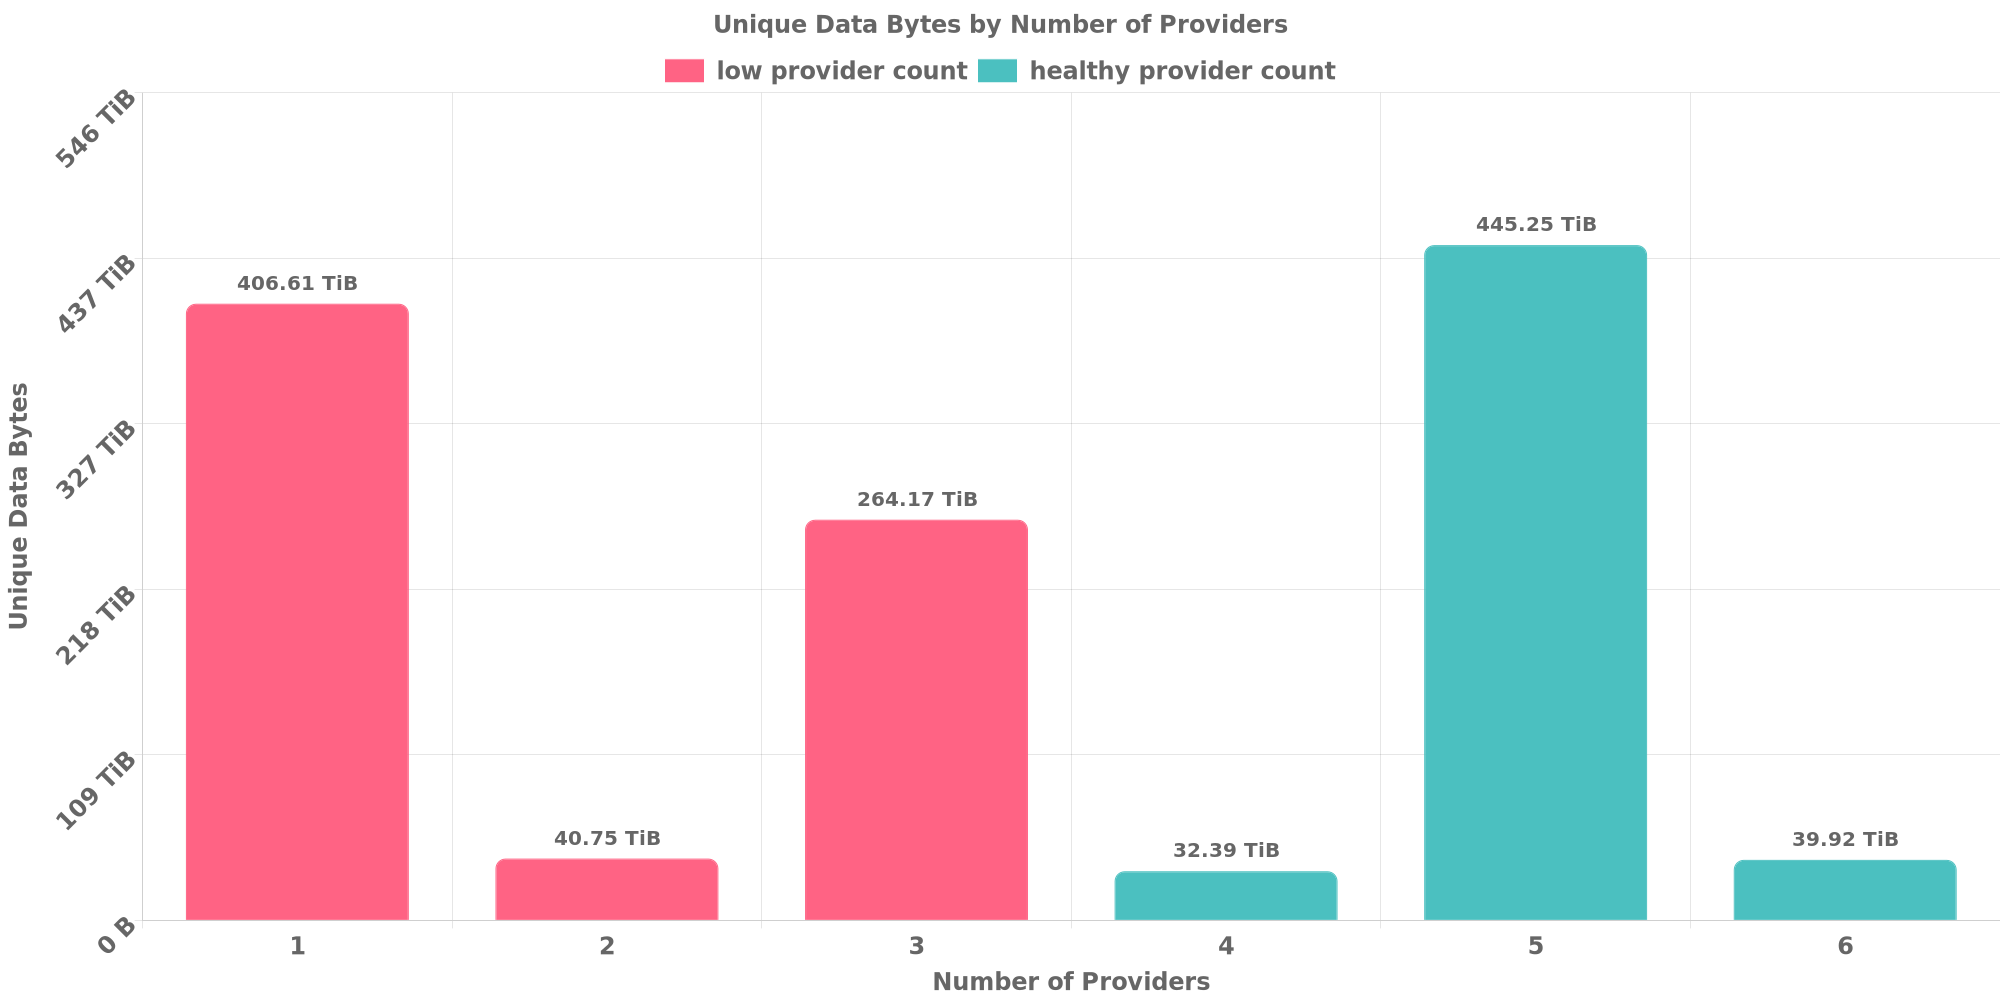 Unique Data Bytes by Number of Providers
low provider count
healthy provider count
Unique Data Bytes
546 TiB
437 TiB
327 TiB
218 TiB
109 TiB
0 B
406.61 TiB
40.75 TiB
264.17 TiB
32.39 TiB
445.25 TiB
39.92 TiB
1
2
3
4
5
6
Number of Providers